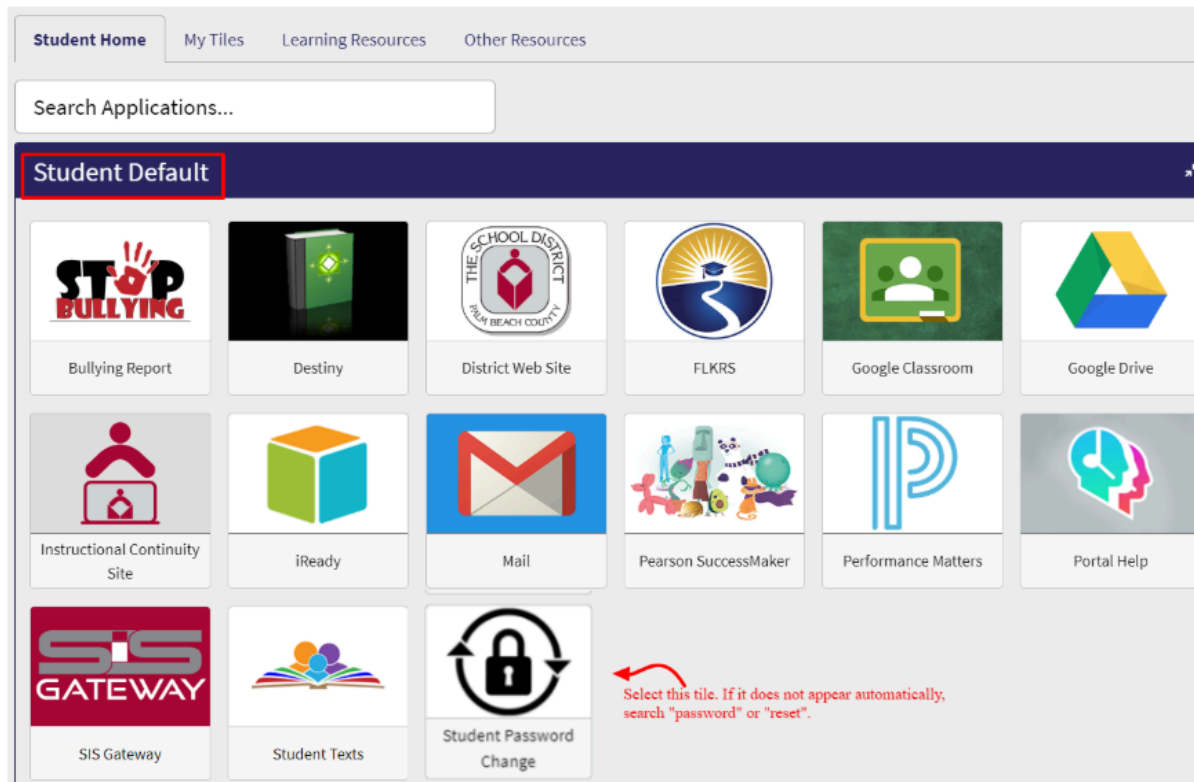 Student Home My Tiles Learning Resources Other Resources
Search Applications...
Student Default
STOP
BULLYING
THE SCHOOL DISTRICT
PALM BEACH COUNTY
Bullying Report Destiny District Web Site FLKRS Google Classroom Google Drive
Instructional Continuity
Site
iReady Mail Pearson SuccessMaker Performance Matters Portal Help
SIS
GATEWAY
Select this tile. If it does not appear automatically,
search "password" or "reset".
SIS Gateway Student Texts Student Password
Change